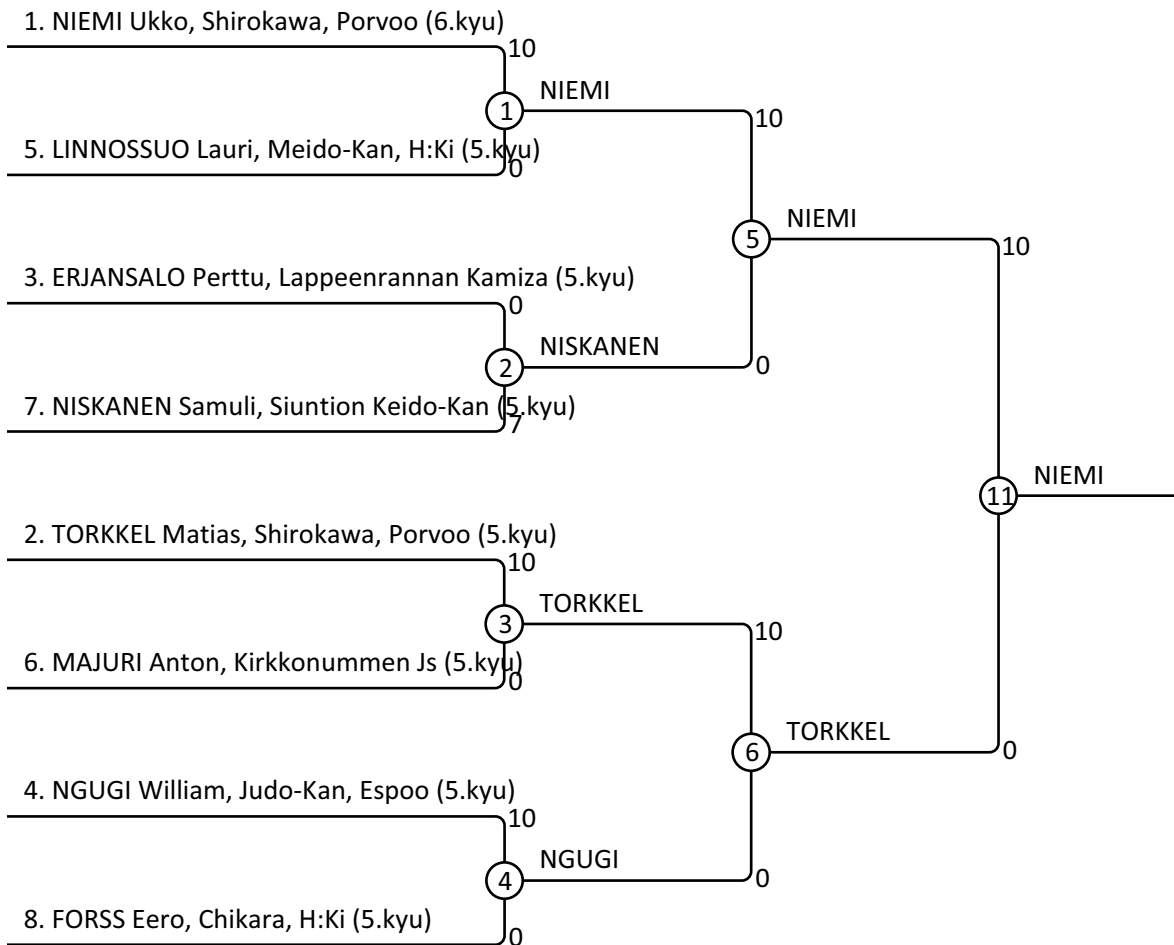 1. NIEMI Ukko, Shirokawa, Porvoo (6.kyu)
10
1 NIEMI
10
5. LINNOSSUO Lauri, Meido-Kan, H:Ki (5.kyu)
0
5 NIEMI
10
3. ERJANSALO Perttu, Lappeenrannan Kamiza (5.kyu)
0
2 NISKANEN
0
7. NISKANEN Samuli, Siuntion Keido-Kan (5.kyu)
7
11 NIEMI
2. TORKKEL Matias, Shirokawa, Porvoo (5.kyu)
10
3 TORKKEL
10
6. MAJURI Anton, Kirkkonummen Js (5.kyu)
0
6 TORKKEL
0
4. NGUGI William, Judo-Kan, Espoo (5.kyu)
10
4 NGUGI
0
8. FORSS Eero, Chikara, H:Ki (5.kyu)
0